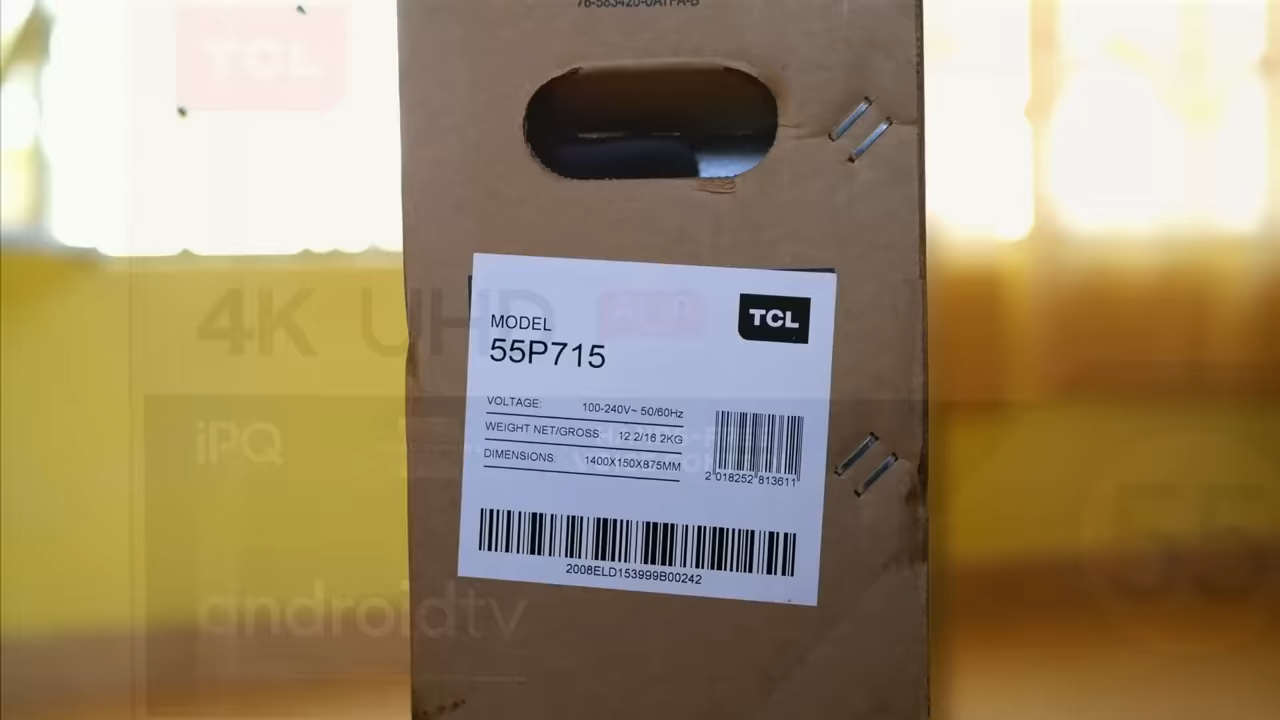 TCL
4K UHD
iPQ
androidtv
55
MODEL
55P715
TCL
VOLTAGE: 100-240V~ 50/60Hz
WEIGHT NET/GROSS 12.2/16.2KG
DIMENSIONS: 1400X150X875MM
2 018252 813611
2008ELD153999B00242